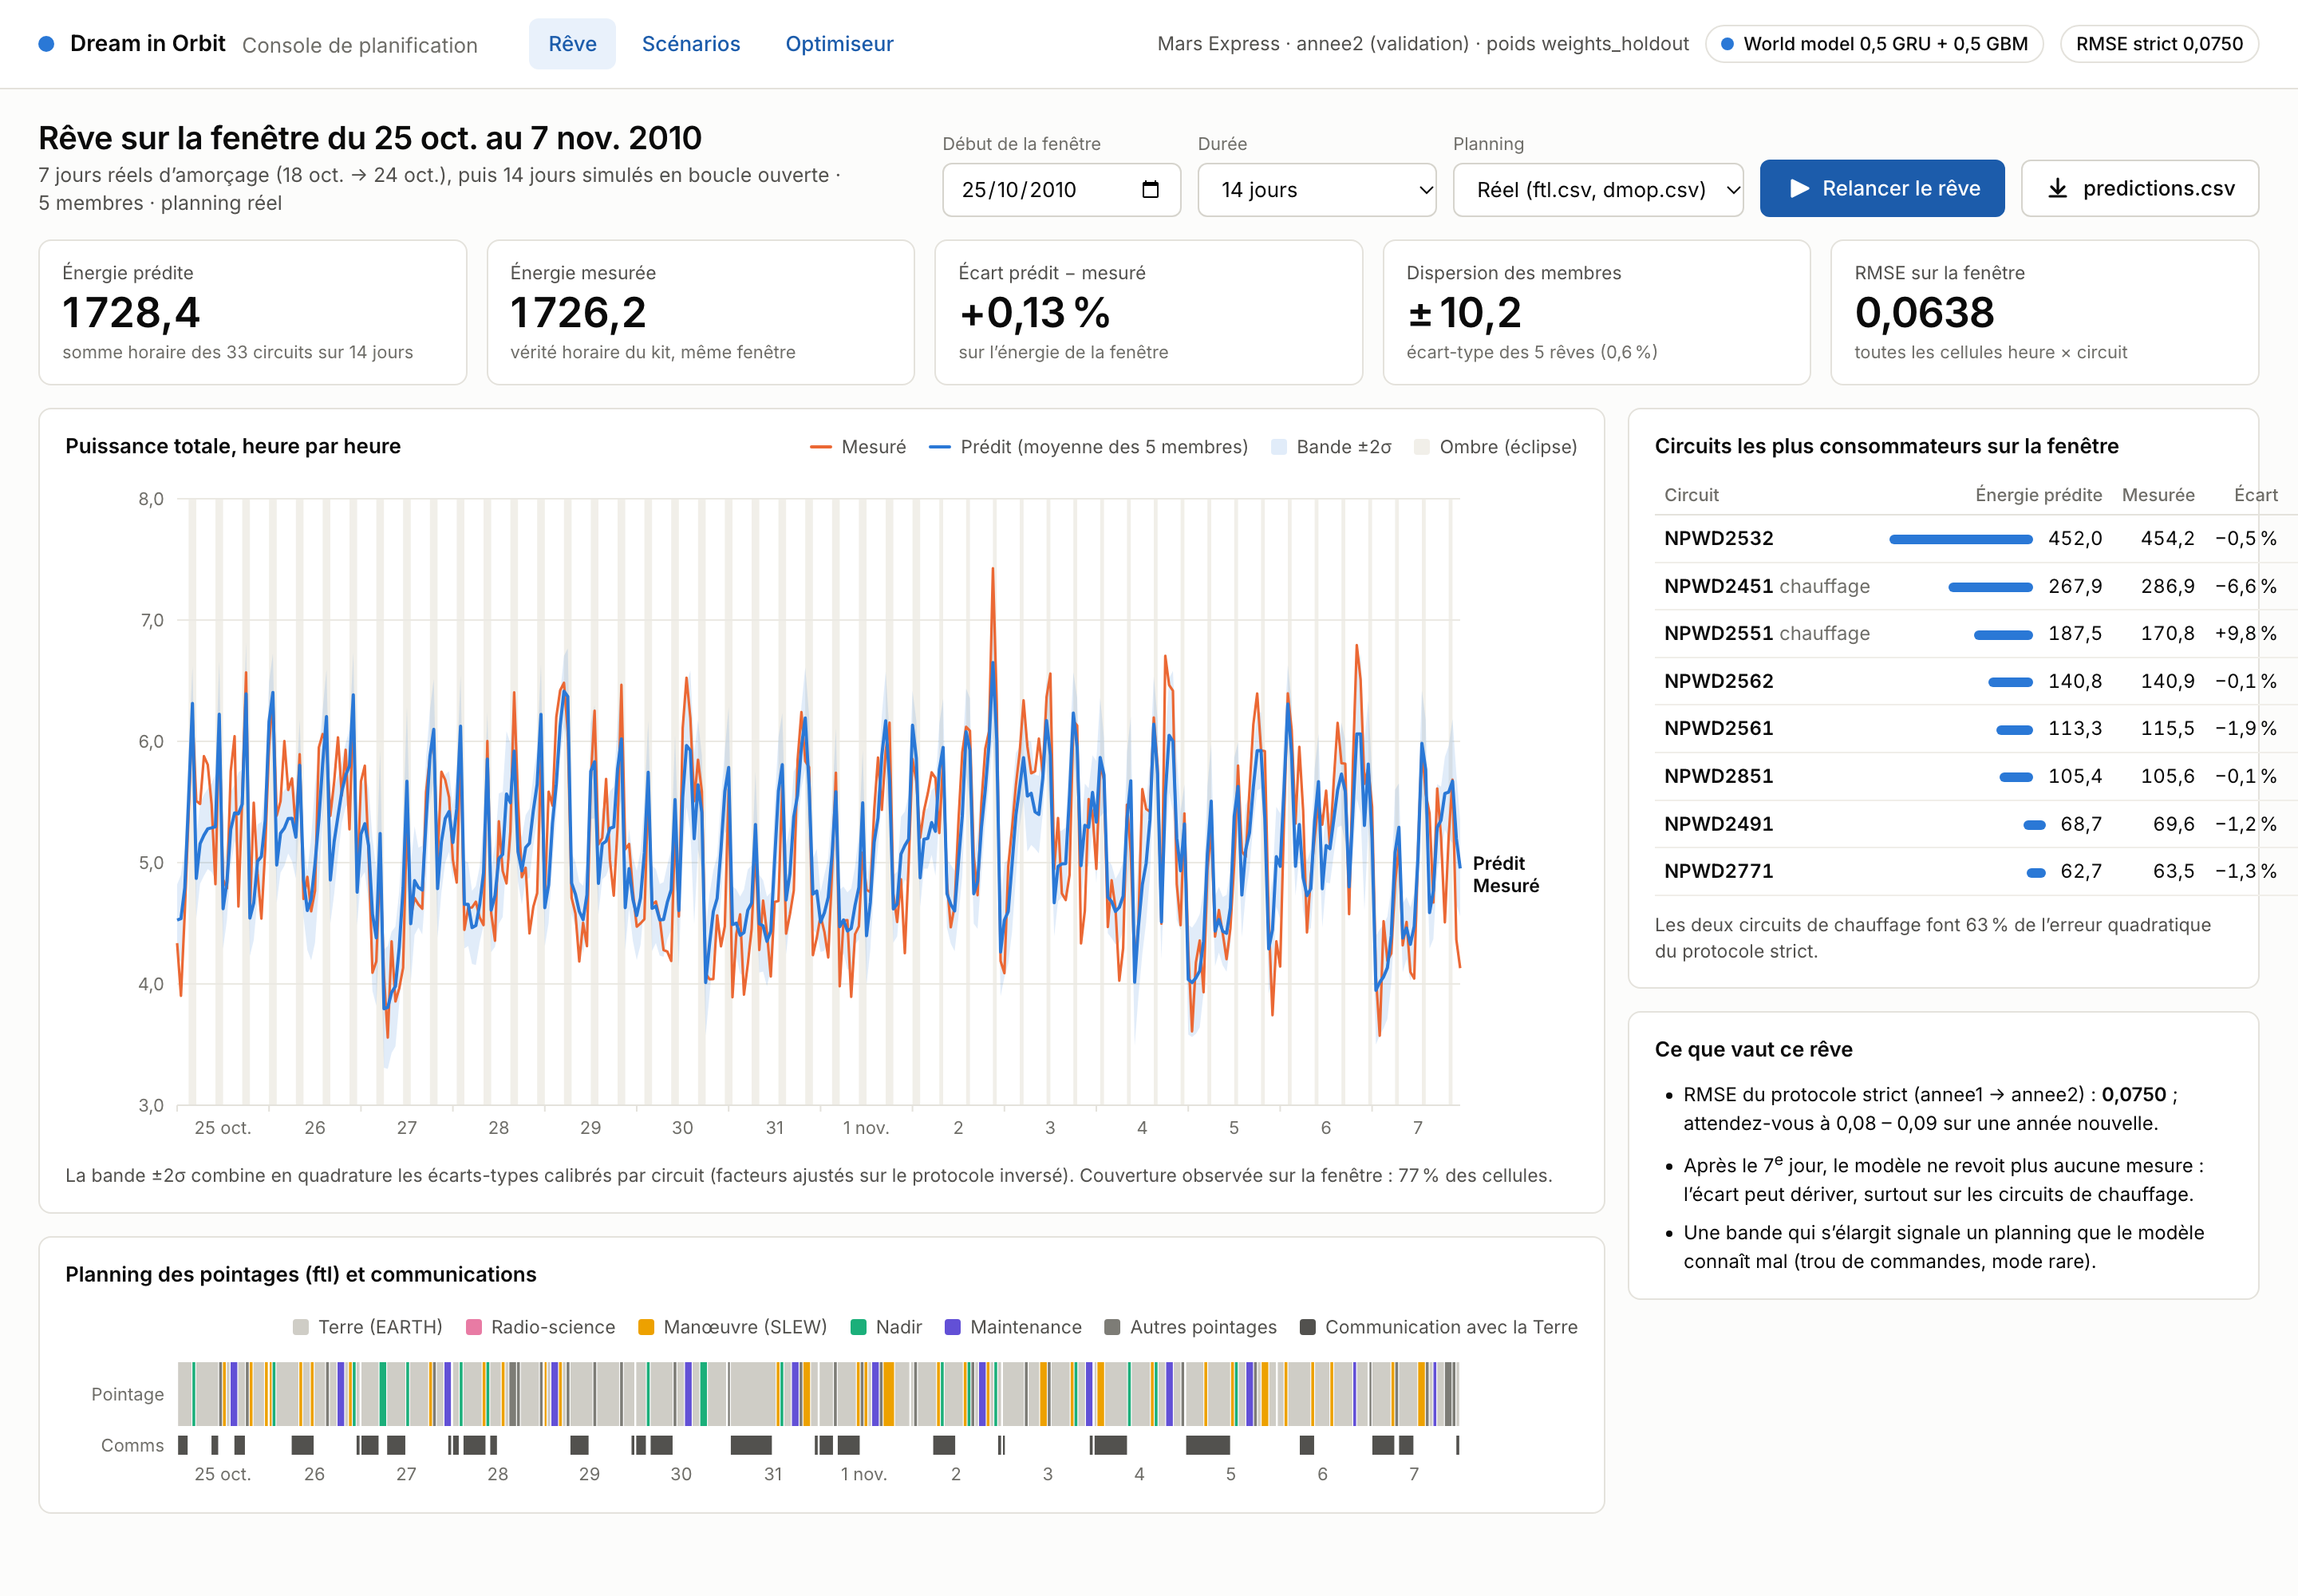 Dream in Orbit Console de planification Rêve Scénarios Optimiseur Mars Express · annee2 (validation) · poids weights_holdout World model 0,5 GRU + 0,5 GBM RMSE strict 0,0750
Rêve sur la fenêtre du 25 oct. au 7 nov. 2010
7 jours réels d’amorçage (18 oct. → 24 oct.), puis 14 jours simulés en boucle ouverte ·
5 membres · planning réel
Début de la fenêtre Durée Planning
25/10/2010 14 jours Réel (ftl.csv, dmop.csv) Relancer le rêve predictions.csv
Énergie prédite
1 728,4
somme horaire des 33 circuits sur 14 jours
Énergie mesurée
1 726,2
vérité horaire du kit, même fenêtre
Écart prédit − mesuré
+0,13 %
sur l’énergie de la fenêtre
Dispersion des membres
± 10,2
écart-type des 5 rêves (0,6 %)
RMSE sur la fenêtre
0,0638
toutes les cellules heure × circuit
Puissance totale, heure par heure
Mesuré Prédit (moyenne des 5 membres) Bande ±2σ Ombre (éclipse)
8,0
7,0
6,0
5,0
4,0
3,0
Prédit
Mesuré
25 oct. 26 27 28 29 30 31 1 nov. 2 3 4 5 6 7
La bande ±2σ combine en quadrature les écarts-types calibrés par circuit (facteurs ajustés sur le protocole inversé). Couverture observée sur la fenêtre : 77 % des cellules.
Circuits les plus consommateurs sur la fenêtre
Circuit Énergie prédite Mesurée Écart
NPWD2532 452,0 454,2 −0,5 %
NPWD2451 chauffage 267,9 286,9 −6,6 %
NPWD2551 chauffage 187,5 170,8 +9,8 %
NPWD2562 140,8 140,9 −0,1 %
NPWD2561 113,3 115,5 −1,9 %
NPWD2851 105,4 105,6 −0,1 %
NPWD2491 68,7 69,6 −1,2 %
NPWD2771 62,7 63,5 −1,3 %
Les deux circuits de chauffage font 63 % de l’erreur quadratique
du protocole strict.
Ce que vaut ce rêve
• RMSE du protocole strict (annee1 → annee2) : 0,0750 ;
attendez-vous à 0,08 – 0,09 sur une année nouvelle.
• Après le 7e jour, le modèle ne revoit plus aucune mesure :
l’écart peut dériver, surtout sur les circuits de chauffage.
• Une bande qui s’élargit signale un planning que le modèle
connaît mal (trou de commandes, mode rare).
Planning des pointages (ftl) et communications
Terre (EARTH) Radio-science Manœuvre (SLEW) Nadir Maintenance Autres pointages Communication avec la Terre
Pointage
Comms
25 oct. 26 27 28 29 30 31 1 nov. 2 3 4 5 6 7